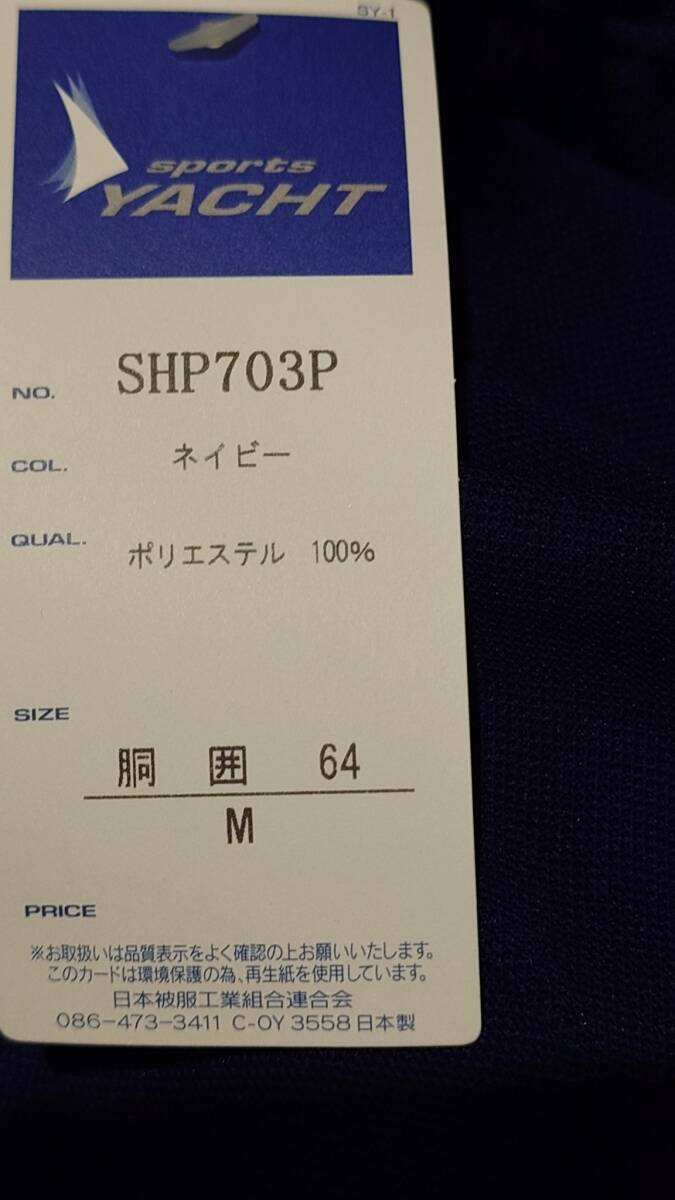 SY-1
sports
YACHT
NO. SHP703P
COL. ネイビー
QUAL. ポリエステル 100%
SIZE
胴 囲 64
M
PRICE
※お取扱いは品質表示をよく確認の上お願いいたします。
このカードは環境保護の為、再生紙を使用しています。
日本被服工業組合連合会
086-473-3411 C-OY 3558 日本製